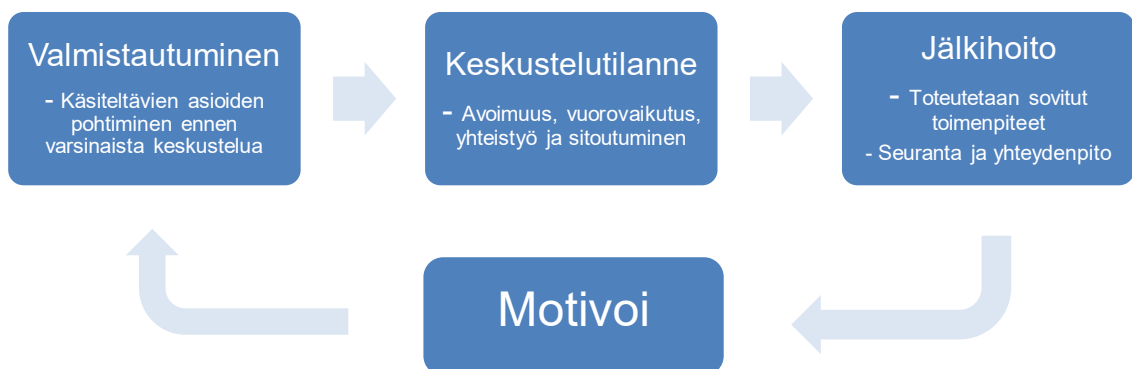 Valmistautuminen
- Käsiteltävien asioiden
pohtiminen ennen
varsinaista keskustelua
Keskustelutilanne
- Avoimuus, vuorovaikutus,
yhteistyö ja sitoutuminen
Jälkihoito
- Toteutetaan sovitut
toimenpiteet
- Seuranta ja yhteydenpito
Motivoi